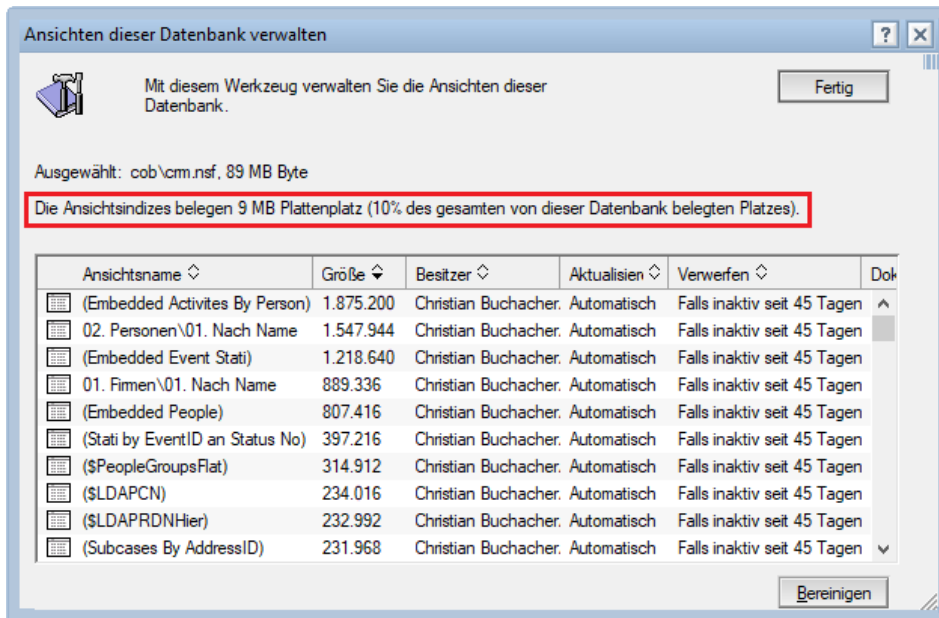 Ansichten dieser Datenbank verwalten
?
Mit diesem Werkzeug verwalten Sie die Ansichten dieser
Datenbank.
Fertig
Ausgewählt: cob\crm.nsf, 89 MB Byte
Die Ansichtsindizes belegen 9 MB Plattenplatz (10% des gesamten von dieser Datenbank belegten Platzes).
Ansichtsname Größe Besitzer Aktualisien Verwerfen Dok
(Embedded Activites By Person) 1.875.200 Christian Buchacher. Automatisch Falls inaktiv seit 45 Tagen
02. Personen\01. Nach Name 1.547.944 Christian Buchacher. Automatisch Falls inaktiv seit 45 Tagen
(Embedded Event Stati) 1.218.640 Christian Buchacher. Automatisch Falls inaktiv seit 45 Tagen
01. Firmen\01. Nach Name 889.336 Christian Buchacher. Automatisch Falls inaktiv seit 45 Tagen
(Embedded People) 807.416 Christian Buchacher. Automatisch Falls inaktiv seit 45 Tagen
(Stati by EventID an Status No) 397.216 Christian Buchacher. Automatisch Falls inaktiv seit 45 Tagen
($PeopleGroupsFlat) 314.912 Christian Buchacher. Automatisch Falls inaktiv seit 45 Tagen
($LDAPCN) 234.016 Christian Buchacher. Automatisch Falls inaktiv seit 45 Tagen
($LDAPRDNHier) 232.992 Christian Buchacher. Automatisch Falls inaktiv seit 45 Tagen
(Subcases By AddressID) 231.968 Christian Buchacher. Automatisch Falls inaktiv seit 45 Tagen
Bereinigen